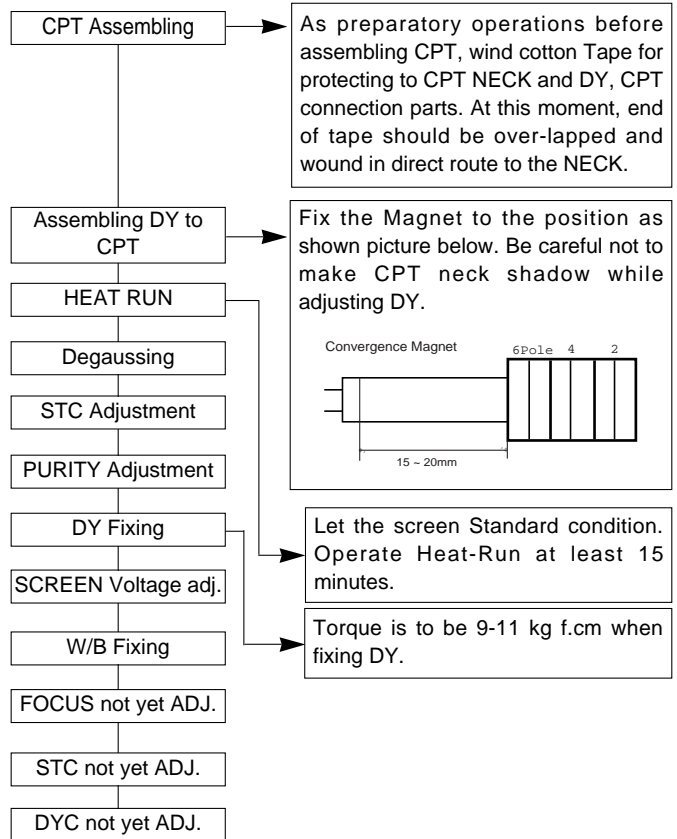 CPT Assembling
As preparatory operations before
assembling CPT, wind cotton Tape for
protecting to CPT NECK and DY, CPT
connection parts. At this moment, end
of tape should be over-lapped and
wound in direct route to the NECK.
Assembling DY to
CPT
Fix the Magnet to the position as
shown picture below. Be careful not to
make CPT neck shadow while
adjusting DY.
Convergence Magnet
6Pole 4 2
15 ~ 20mm
HEAT RUN
Degaussing
STC Adjustment
PURITY Adjustment
DY Fixing
Let the screen Standard condition.
Operate Heat-Run at least 15
minutes.
SCREEN Voltage adj.
Torque is to be 9-11 kg f.cm when
fixing DY.
W/B Fixing
FOCUS not yet ADJ.
STC not yet ADJ.
DYC not yet ADJ.